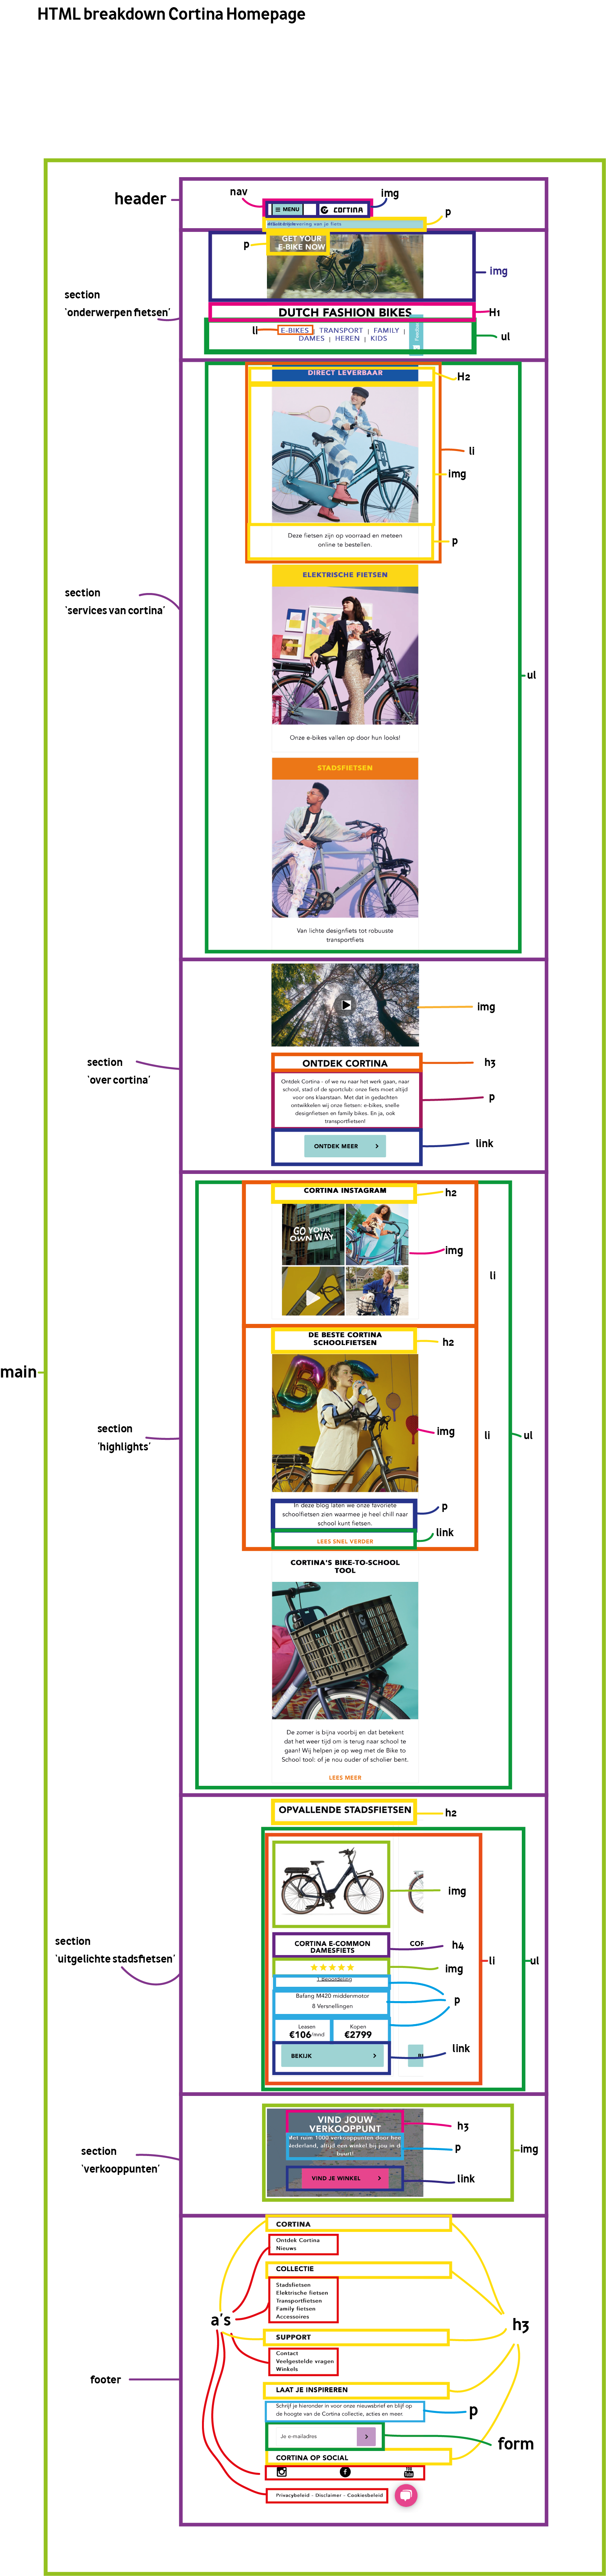 HTML breakdown Cortina Homepage
header
nav
img
MENU
CORTINA
p
p
GET YOUR
E-BIKE NOW
img
section
'onderwerpen fietsen'
DUTCH FASHION BIKES
H1
li
E-BIKES | TRANSPORT | FAMILY |
DAMES | HEREN | KIDS
ul
DIRECT LEVERBAAR
H2
li
img
Deze fietsen zijn op voorraad en meteen
online te bestellen.
p
ELEKTRISCHE FIETSEN
section
'services van cortina'
ul
Onze e-bikes vallen op door hun looks!
STADSFIETSEN
Van lichte designfiets tot robuuste
transportfiets
img
section
'over cortina'
ONTDEK CORTINA
h3
Ontdek Cortina - of we nu naar het werk gaan, naar
school, stad of de sportclub: onze fiets moet altijd
voor ons klaarstaan. Met dat in gedachten
ontwikkelen wij onze fietsen: e-bikes, snelle
designfietsen en family bikes. En ja, ook
transportfietsen!
p
ONTDEK MEER
link
CORTINA INSTAGRAM
h2
GO YOUR
OWN WAY
img
li
DE BESTE CORTINA
SCHOOLFIETSEN
h2
main
section
'highlights'
img
li
ul
In deze blog laten we onze favoriete
schoolfietsen zien waarmee je heel chill naar
school kunt fietsen.
p
LEES SNEL VERDER
link
CORTINA'S BIKE-TO-SCHOOL
TOOL
De zomer is bijna voorbij en dat betekent
dat het weer tijd om is terug naar school te
gaan! Wij helpen je op weg met de Bike to
School tool: of je nou ouder of scholier bent.
LEES MEER
OPVALLENDE STADSFIETSEN
h2
img
section
'uitgelichte stadsfietsen'
CORTINA E-COMMON
DAMESFIETS
COR
h4
img
li
ul
1 beoordeling
Bafang M420 middenmotor
8 Versnellingen
p
Leasen
€106/mnd
Kopen
€2799
BEKIJK
link
section
'verkooppunten'
VIND JOUW
VERKOOPPUNT
h3
Met ruim 1000 verkooppunten door heel
Nederland, altijd een winkel bij jou in de
buurt!
p
img
VIND JE WINKEL
link
CORTINA
Ontdek Cortina
Nieuws
COLLECTIE
Stadsfietsen
Elektrische fietsen
Transportfietsen
Family fietsen
Accessoires
a's
h3
SUPPORT
Contact
Veelgestelde vragen
Winkels
footer
LAAT JE INSPIREREN
Schrijf je hieronder in voor onze nieuwsbrief en blijf op
de hoogte van de Cortina collectie, acties en meer.
p
Je e-mailadres
form
CORTINA OP SOCIAL
Privacybeleid - Disclaimer - Cookiesbeleid